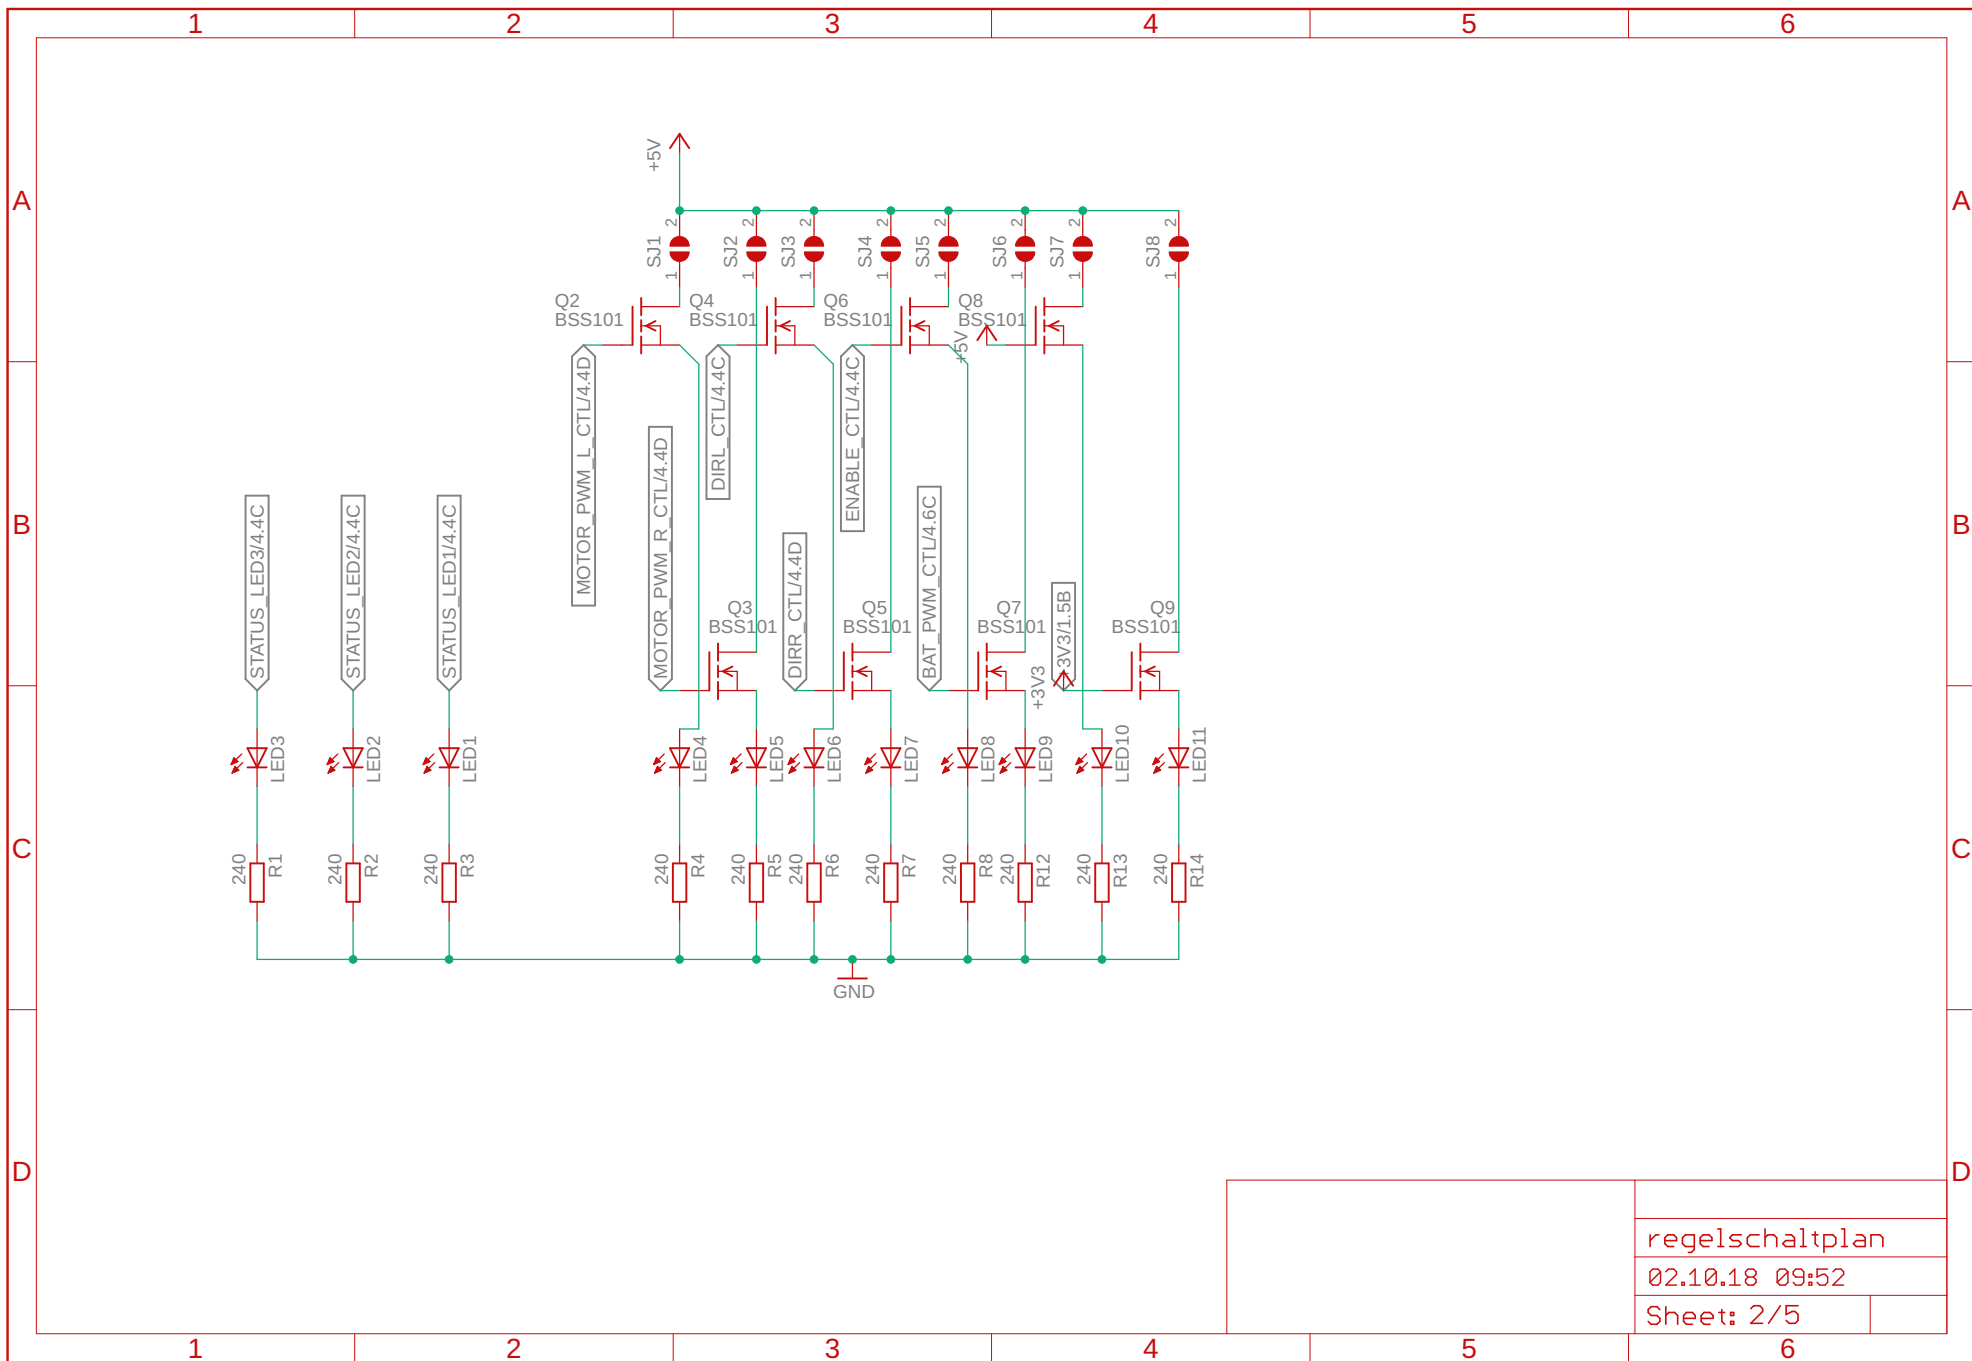 1 2 3 4 5 6
+5V
A A
2 2 2 2 2 2 2 2
SJ1 SJ2 SJ3 SJ4 SJ5 SJ6 SJ7 SJ8
1 1 1 1 1 1 1 1
Q2 Q4 Q6 Q8
BSS101 BSS101 BSS101 BSS101
+5V
MOTOR_PWM_L_CTL/4.4D
DIRL_CTL/4.4C
ENABLE_CTL/4.4C
MOTOR_PWM_R_CTL/4.4D
DIRR_CTL/4.4D
BAT_PWM_CTL/4.6C
+3V3/1.5B
B B
STATUS_LED3/4.4C
STATUS_LED2/4.4C
STATUS_LED1/4.4C
Q3 Q5 Q7 Q9
BSS101 BSS101 BSS101 BSS101
+3V3
LED3 LED2 LED1 LED4 LED5 LED6 LED7 LED8 LED9 LED10 LED11
C C
240 240 240 240 240 240 240 240 240 240 240
R1 R2 R3 R4 R5 R6 R7 R8 R12 R13 R14
GND
D D
regelschaltplan
02.10.18 09:52
Sheet: 2/5
1 2 3 4 5 6